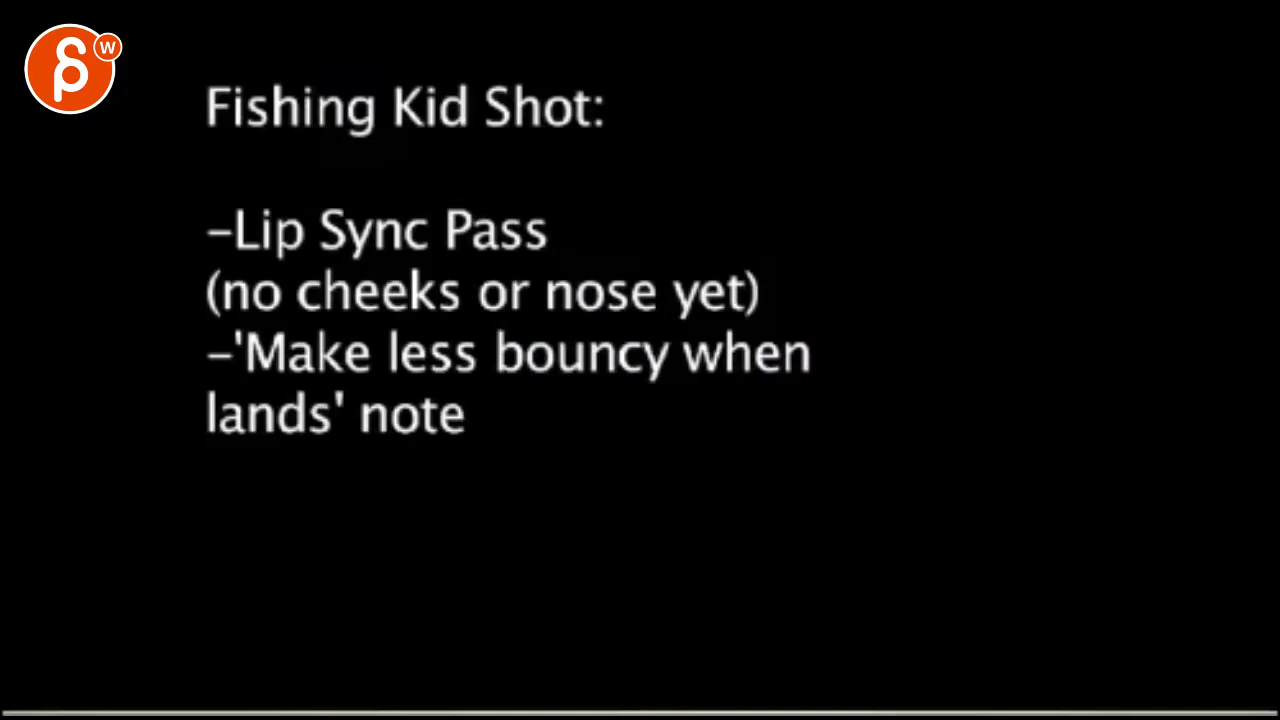 W
Fishing Kid Shot:
-Lip Sync Pass
(no cheeks or nose yet)
-'Make less bouncy when
lands' note